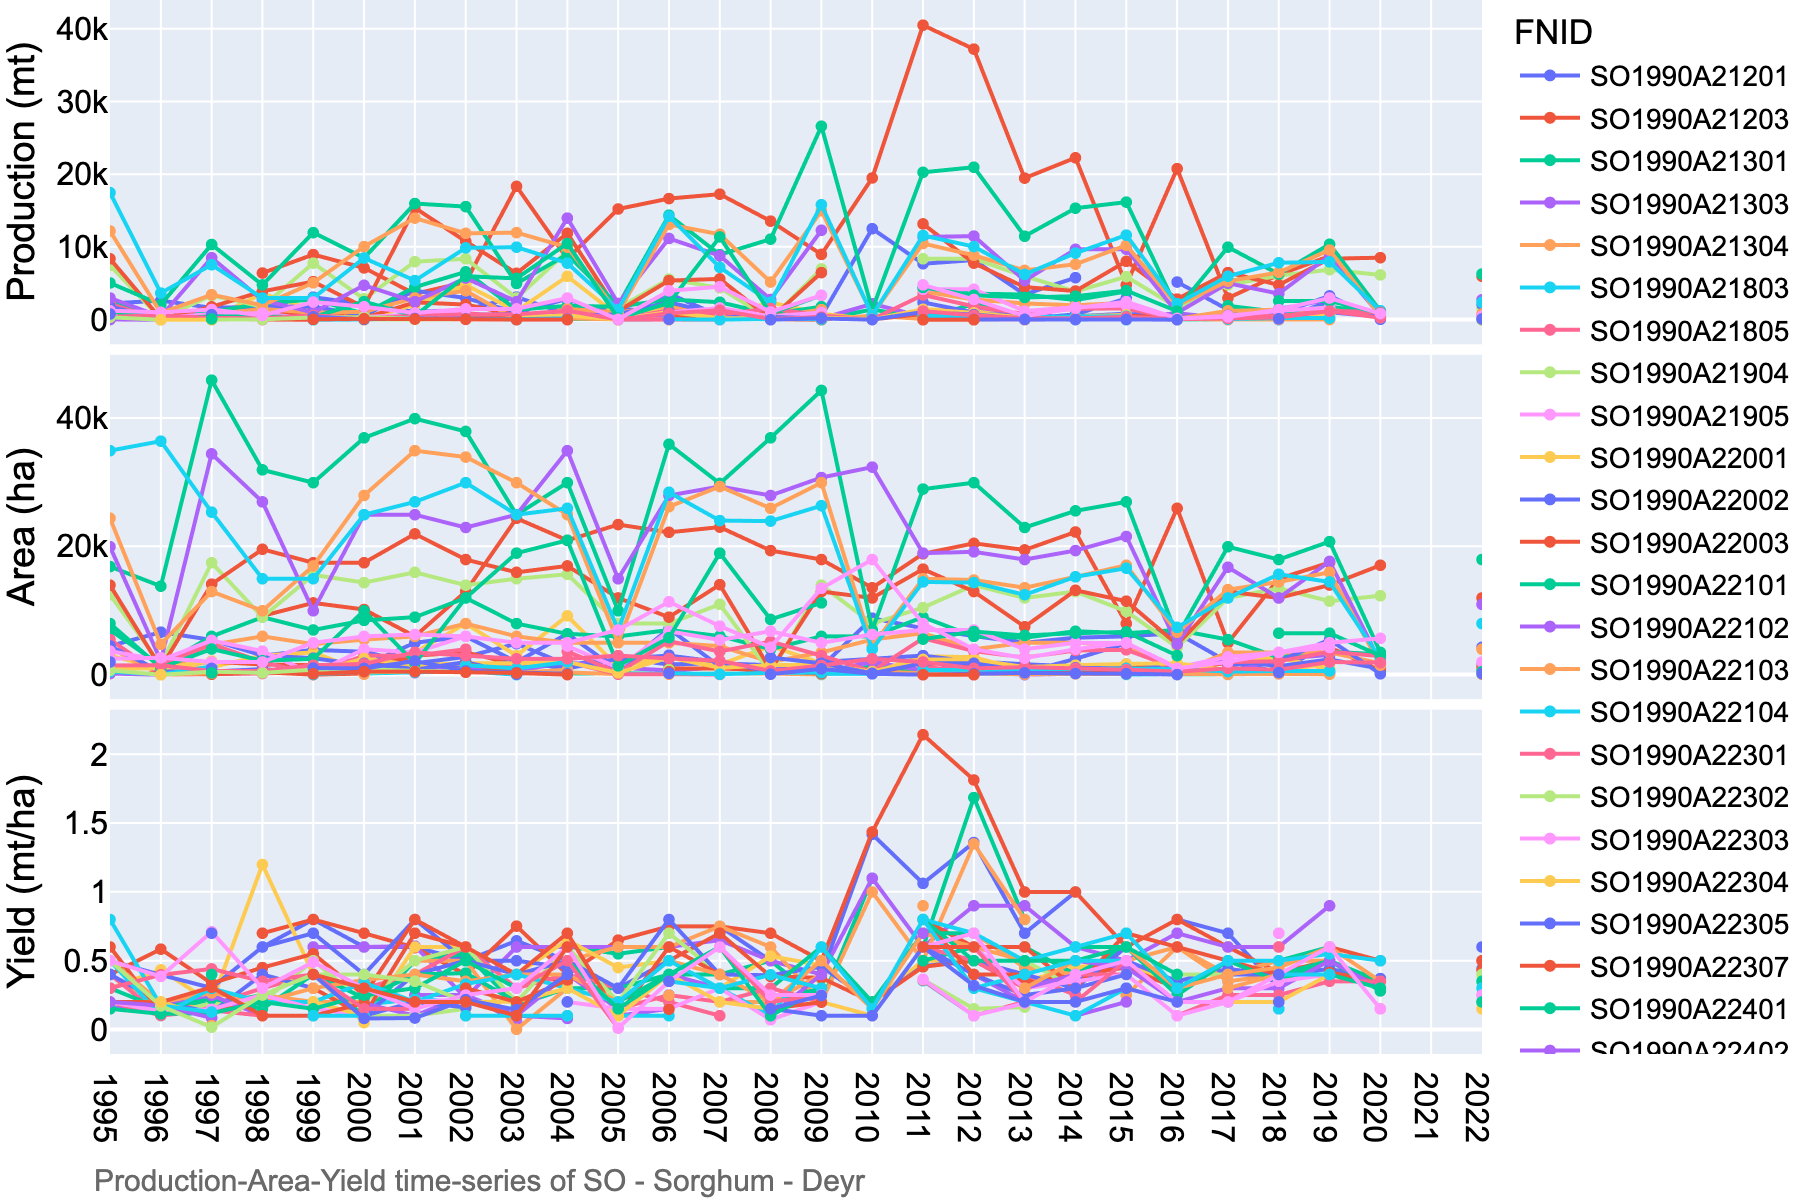 Production (mt)
40k
30k
20k
10k
0
Area (ha)
40k
20k
0
Yield (mt/ha)
2
1.5
1
0.5
0
1995
1996
1997
1998
1999
2000
2001
2002
2003
2004
2005
2006
2007
2008
2009
2010
2011
2012
2013
2014
2015
2016
2017
2018
2019
2020
2021
2022
FNID
SO1990A21201
SO1990A21203
SO1990A21301
SO1990A21303
SO1990A21304
SO1990A21803
SO1990A21805
SO1990A21904
SO1990A21905
SO1990A22001
SO1990A22002
SO1990A22003
SO1990A22101
SO1990A22102
SO1990A22103
SO1990A22104
SO1990A22301
SO1990A22302
SO1990A22303
SO1990A22304
SO1990A22305
SO1990A22307
SO1990A22401
SO1990A22402
Production-Area-Yield time-series of SO - Sorghum - Deyr